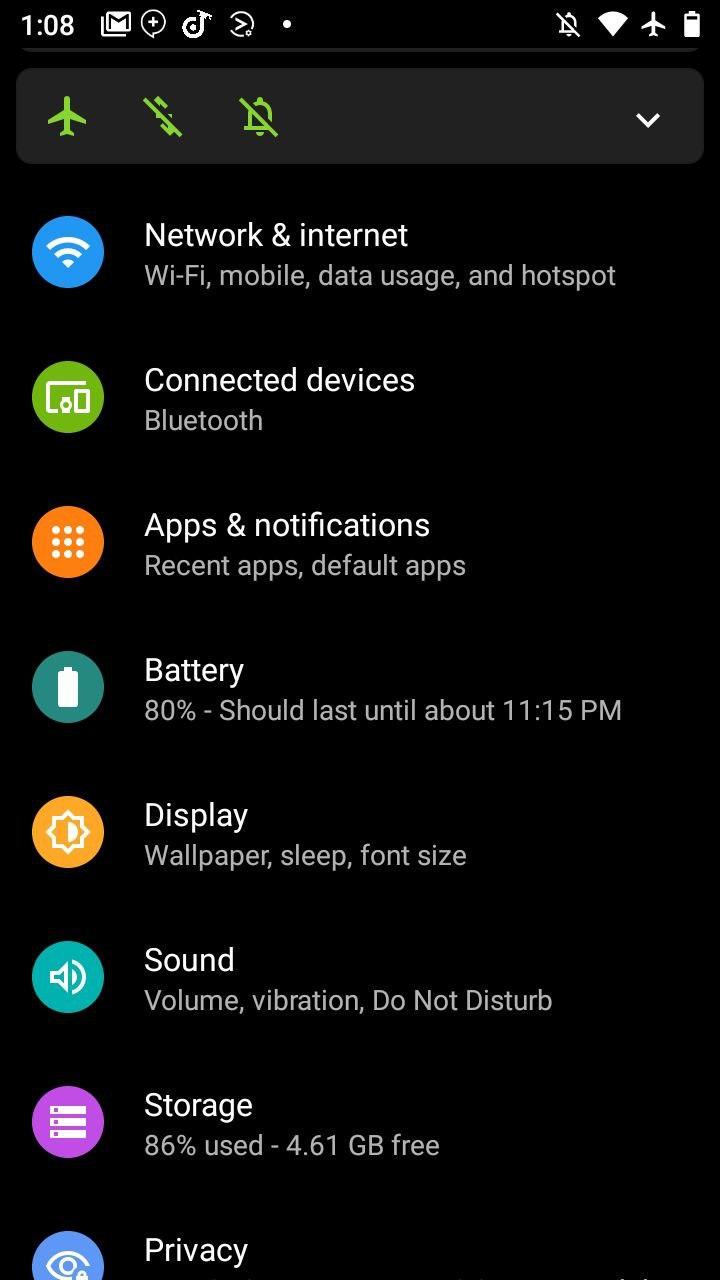 1:08
Network & internet
Wi-Fi, mobile, data usage, and hotspot
Connected devices
Bluetooth
Apps & notifications
Recent apps, default apps
Battery
80% - Should last until about 11:15 PM
Display
Wallpaper, sleep, font size
Sound
Volume, vibration, Do Not Disturb
Storage
86% used - 4.61 GB free
Privacy